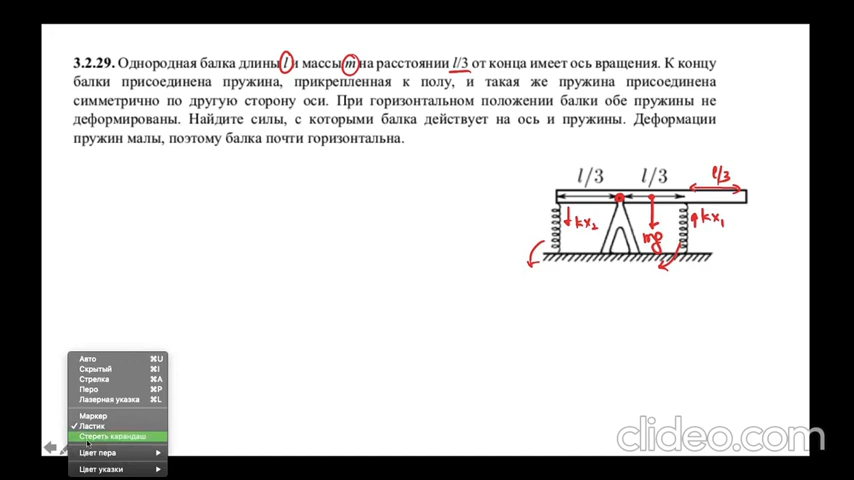 3.2.29. Однородная балка длины l и массы m на расстоянии l/3 от конца имеет ось вращения. К концу
балки присоединена пружина, прикрепленная к полу, и такая же пружина присоединена
симметрично по другую сторону оси. При горизонтальном положении балки обе пружины не
деформированы. Найдите силы, с которыми балка действует на ось и пружины. Деформации
пружин малы, поэтому балка почти горизонтальна.
l/3 l/3 l/3
kx₂ mg kx₁
Авто ⌘U
Скрытый ⌘I
Стрелка ⌘A
Перо ⌘P
Лазерная указка ⌘L
Маркер
✓ Ластик
Стереть карандаш
Цвет пера
Цвет указки
clideo.com